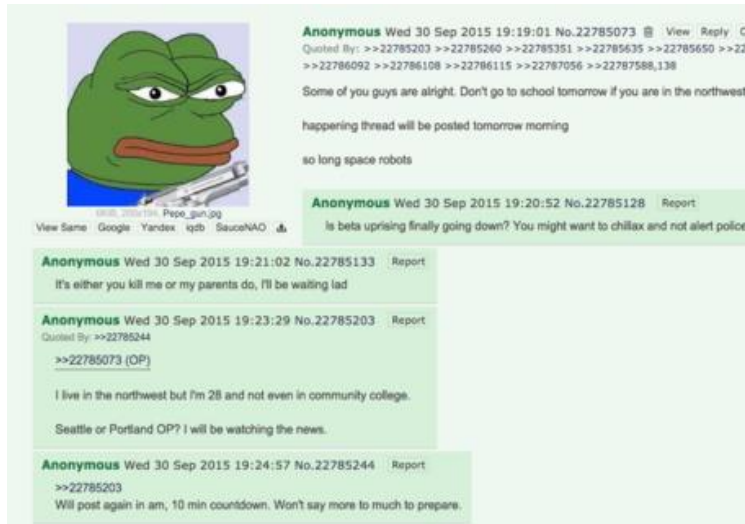 Anonymous Wed 30 Sep 2015 19:19:01 No.22785073 View Reply
Quoted By: >>22785203 >>22785260 >>22785351 >>22785635 >>22785650 >>22
>>22786092 >>22786108 >>22786115 >>22787056 >>22787588,138
Some of you guys are alright. Don't go to school tomorrow if you are in the northwest
happening thread will be posted tomorrow morning
so long space robots
Pepe_gun.jpg
View Same Google Yandex iqdb SauceNAO
Anonymous Wed 30 Sep 2015 19:20:52 No.22785128 Report
Is beta uprising finally going down? You might want to chillax and not alert police
Anonymous Wed 30 Sep 2015 19:21:02 No.22785133 Report
It's either you kill me or my parents do, I'll be waiting lad
Anonymous Wed 30 Sep 2015 19:23:29 No.22785203 Report
Quoted By: >>22785244
>>22785073 (OP)
I live in the northwest but I'm 28 and not even in community college.
Seattle or Portland OP? I will be watching the news.
Anonymous Wed 30 Sep 2015 19:24:57 No.22785244 Report
>>22785203
Will post again in am, 10 min countdown. Won't say more to much to prepare.